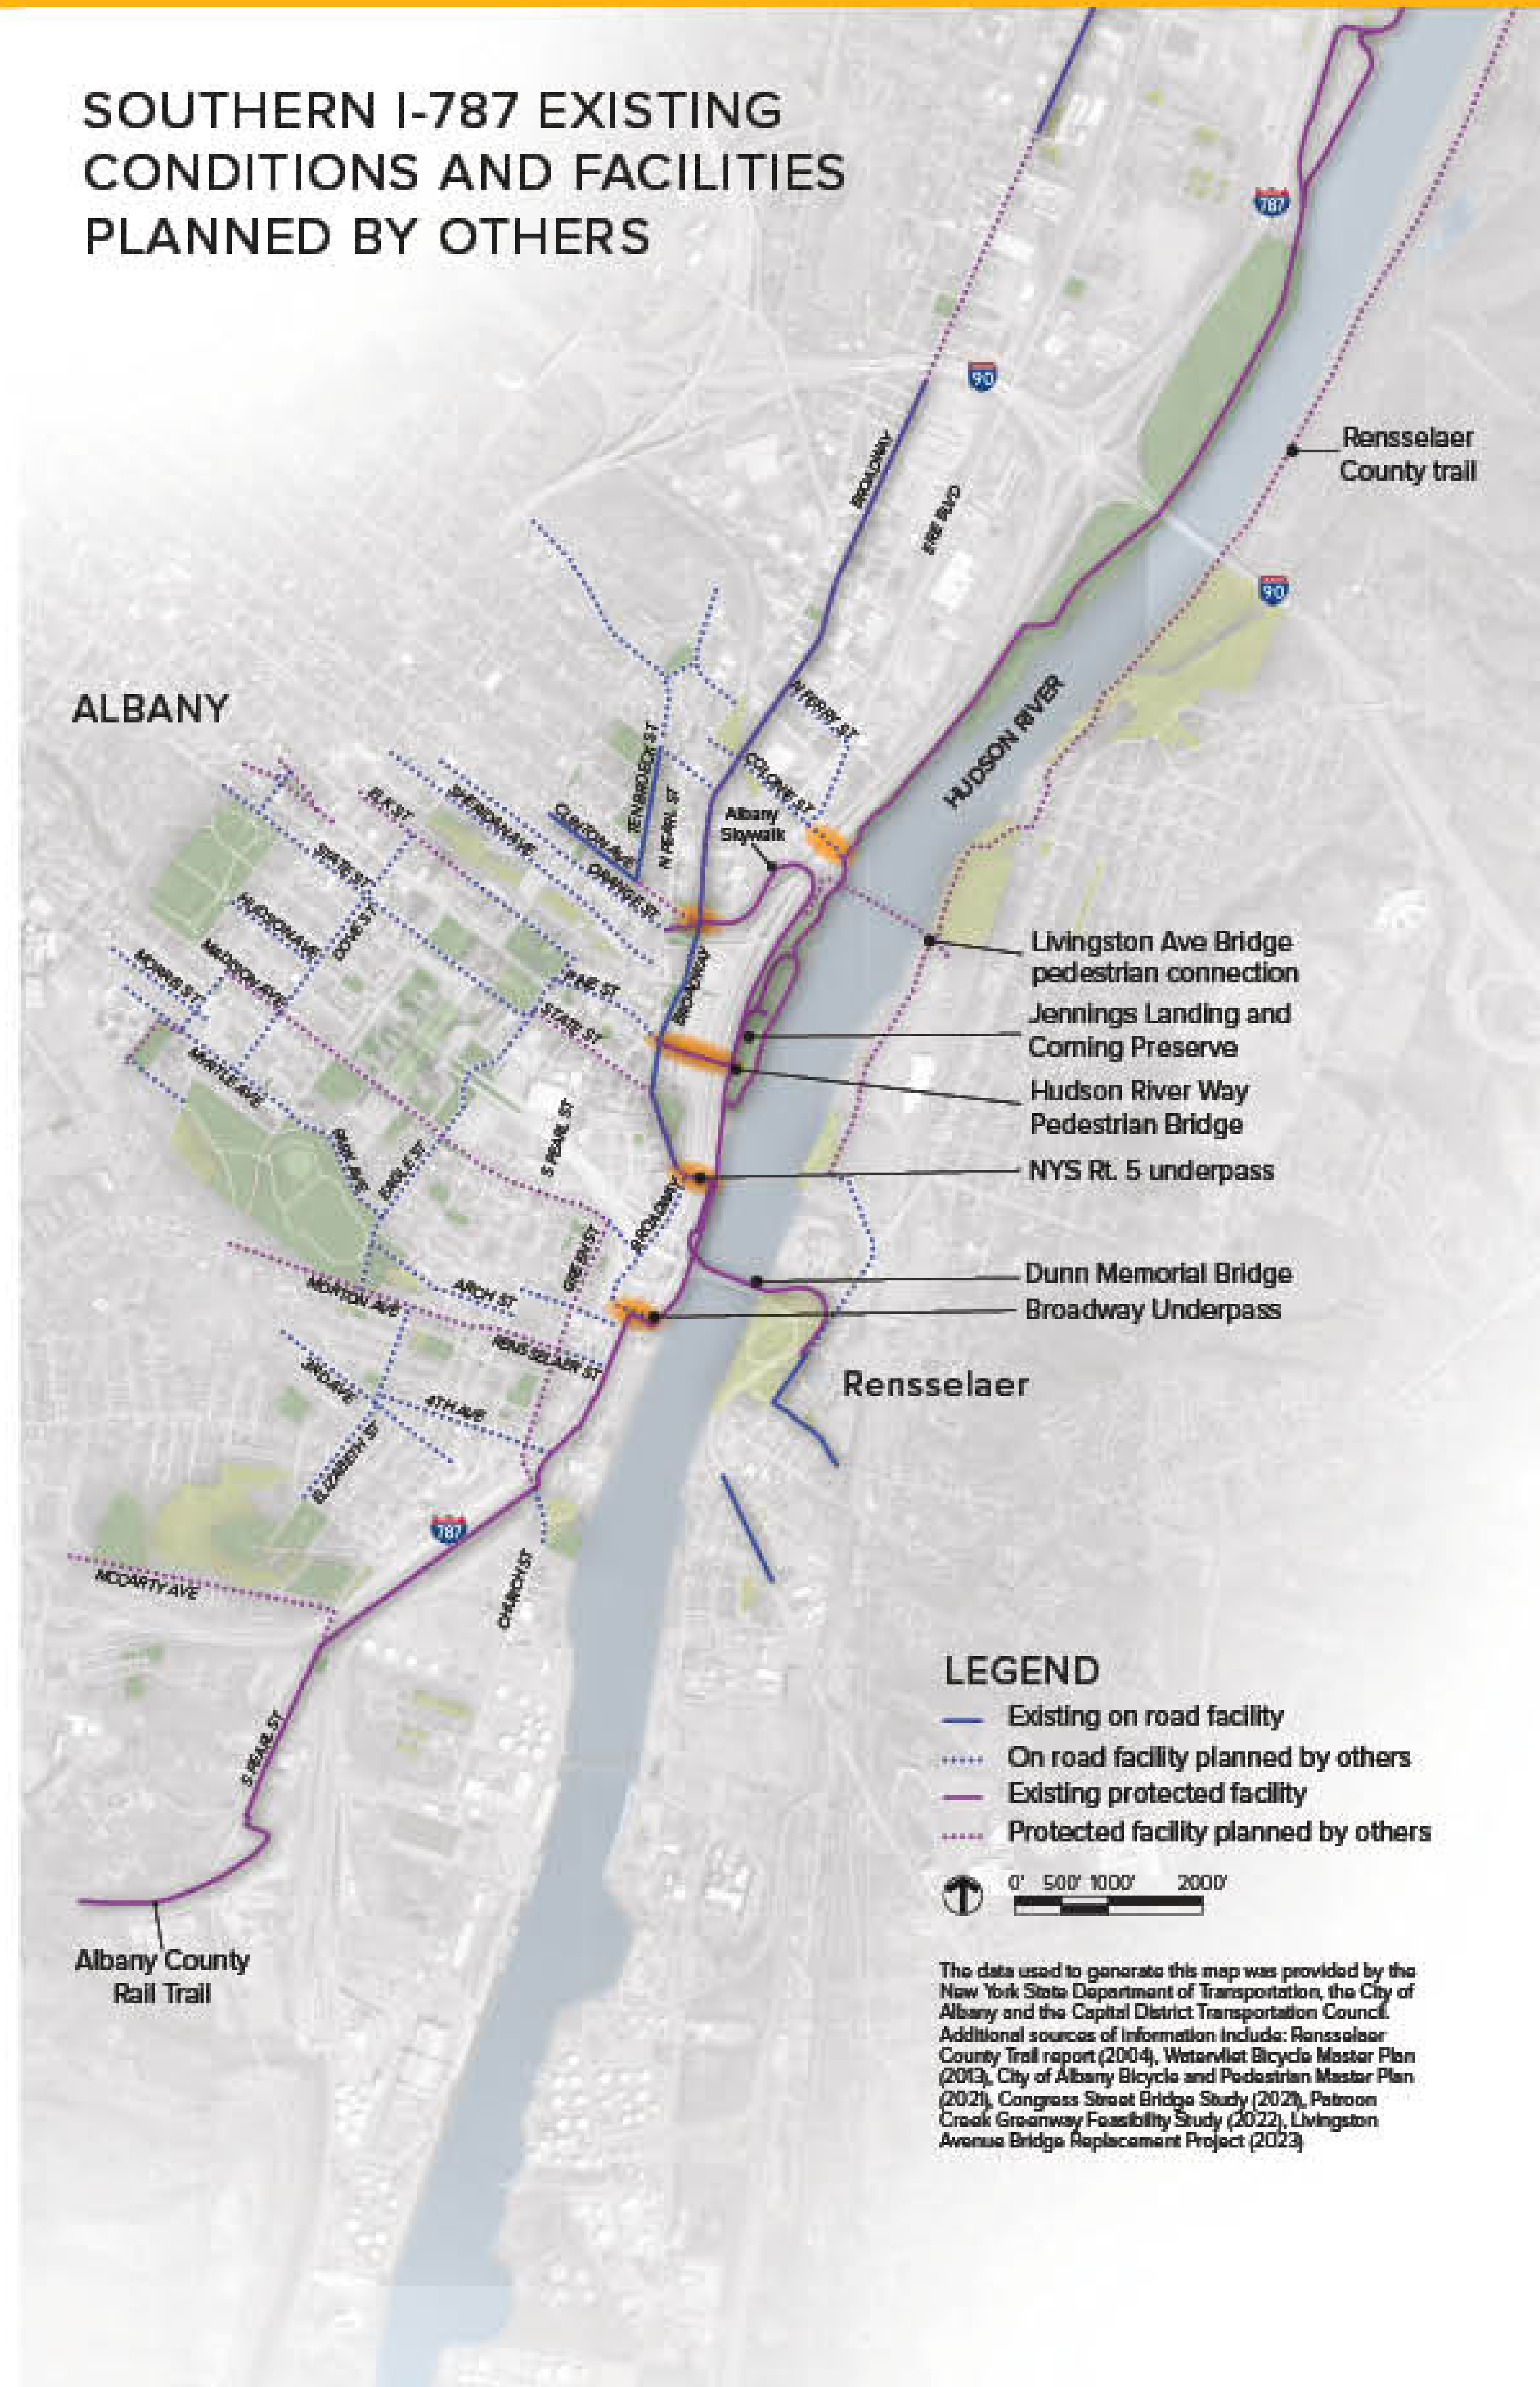 SOUTHERN I-787 EXISTING
CONDITIONS AND FACILITIES
PLANNED BY OTHERS
787
90
BROADWAY
ERIE BLVD
Rensselaer
County trail
90
ALBANY
HUDSON RIVER
N FERRY ST
COLONIE ST
TEN BROECK ST
N PEARL ST
Albany
Skywalk
ELK ST
SHERIDAN AVE
CLINTON AVE
ORANGE ST
STATE ST
HUDSON AVE
DOVE ST
MADISON AVE
MORRIS ST
MYRTLE AVE
PINE ST
STATE ST
BROADWAY
Livingston Ave Bridge
pedestrian connection
Jennings Landing and
Corning Preserve
Hudson River Way
Pedestrian Bridge
NYS Rt. 5 underpass
S PEARL ST
PARK AVE
EAGLE ST
BROADWAY
GREEN ST
Dunn Memorial Bridge
Broadway Underpass
MORTON AVE
ARCH ST
RENSSELAER ST
Rensselaer
3RD AVE
4TH AVE
ELIZABETH ST
787
CHURCH ST
MCCARTY AVE
S PEARL ST
Albany County
Rail Trail
LEGEND
Existing on road facility
On road facility planned by others
Existing protected facility
Protected facility planned by others
0' 500' 1000' 2000'
The data used to generate this map was provided by the
New York State Department of Transportation, the City of
Albany and the Capital District Transportation Council.
Additional sources of information include: Rensselaer
County Trail report (2004), Watervliet Bicycle Master Plan
(2013), City of Albany Bicycle and Pedestrian Master Plan
(2021), Congress Street Bridge Study (2021), Patroon
Creek Greenway Feasibility Study (2022), Livingston
Avenue Bridge Replacement Project (2023)